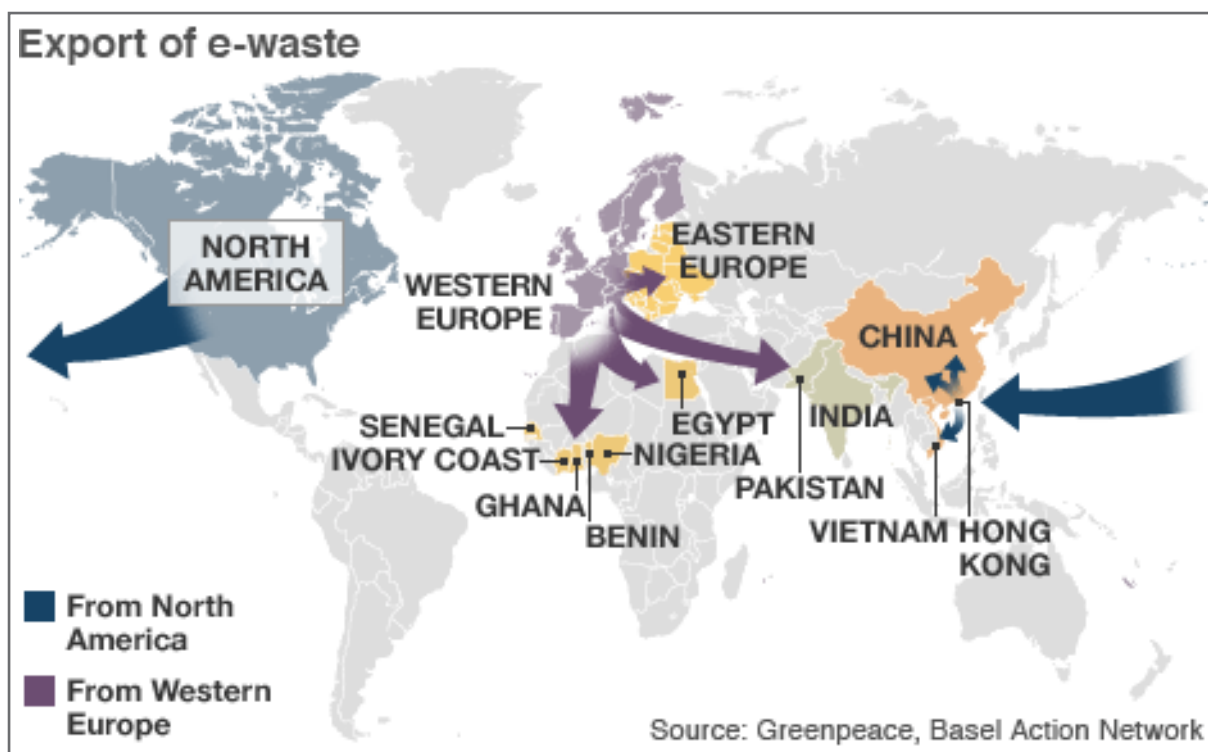 Export of e-waste
NORTH
AMERICA
WESTERN
EUROPE
EASTERN
EUROPE
CHINA
SENEGAL
IVORY COAST
GHANA
BENIN
EGYPT
NIGERIA
INDIA
PAKISTAN
VIETNAM
HONG
KONG
From North
America
From Western
Europe
Source: Greenpeace, Basel Action Network